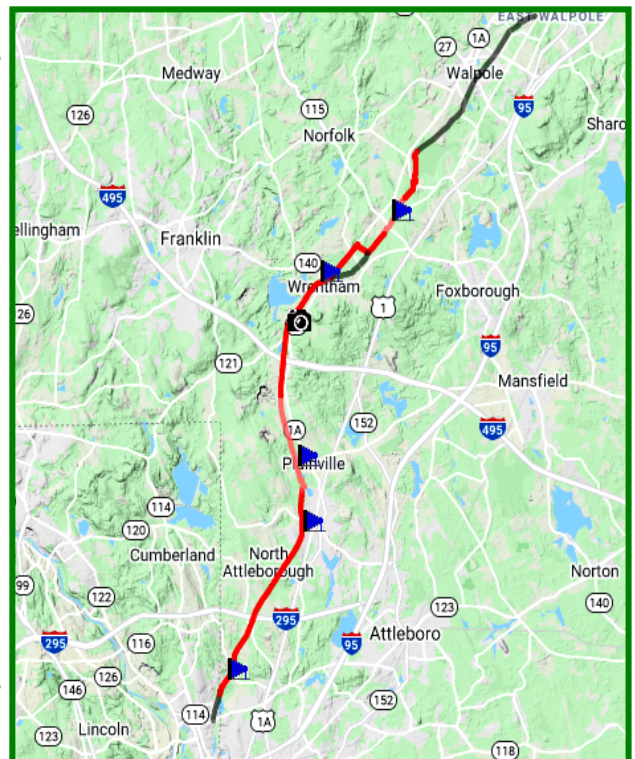 EAST WALPOLE
1A
27
Medway
Walpole
95
126
115
Norfolk
Sharo
495
ellingham
Franklin
140
Wrentham
Foxborough
1
26
95
121
Mansfield
1A
152
495
Plainville
114
120
Cumberland
North
Attleborough
99
Norton
122
123
140
295
295
95
Attleboro
116
126
146
152
114
1A
Lincoln
123
118